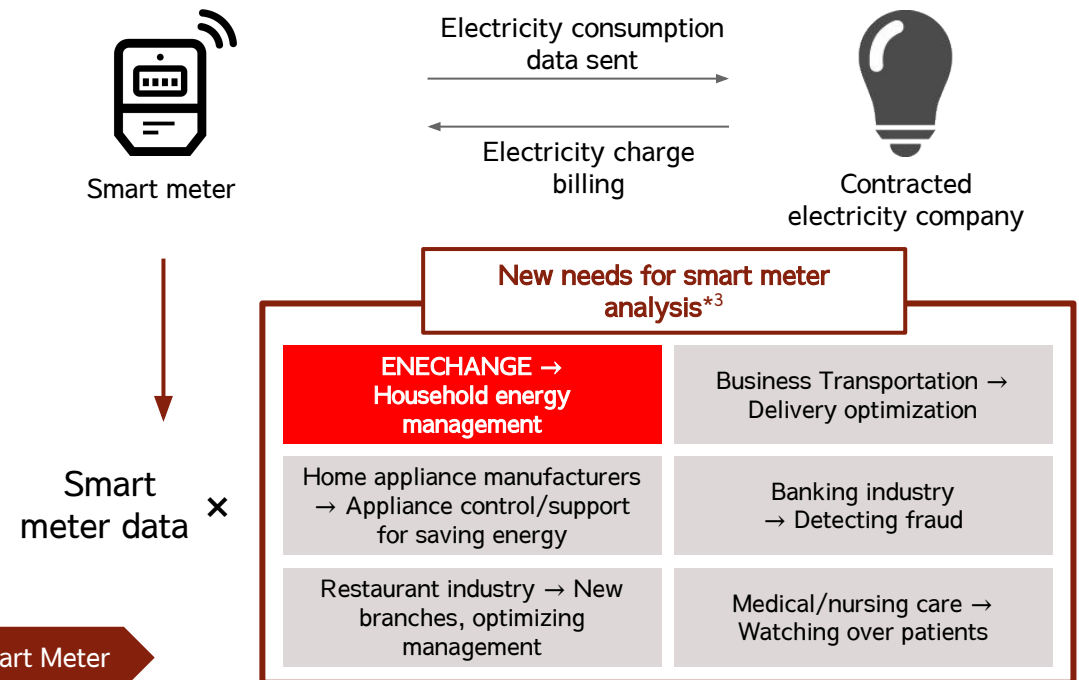 Electricity consumption
data sent
Electricity charge
billing
Smart meter
Contracted
electricity company
New needs for smart meter
analysis*3
ENECHANGE →
Household energy
management
Business Transportation →
Delivery optimization
Smart
meter data
×
Home appliance manufacturers
→ Appliance control/support
for saving energy
Banking industry
→ Detecting fraud
Restaurant industry → New
branches, optimizing
management
Medical/nursing care →
Watching over patients
art Meter